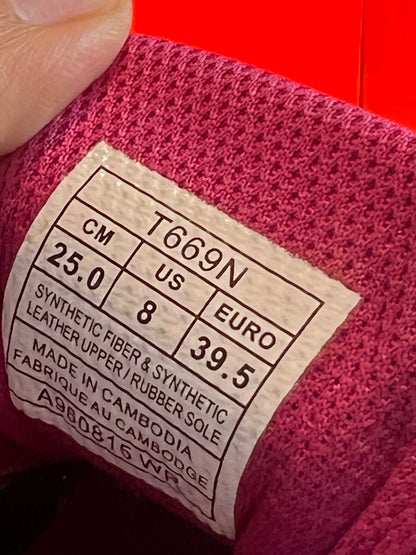 T669N
CM US EURO
25.0 8 39.5
SYNTHETIC FIBER & SYNTHETIC
LEATHER UPPER / RUBBER SOLE
MADE IN CAMBODIA
FABRIQUE AU CAMBODGE
A980816 WR